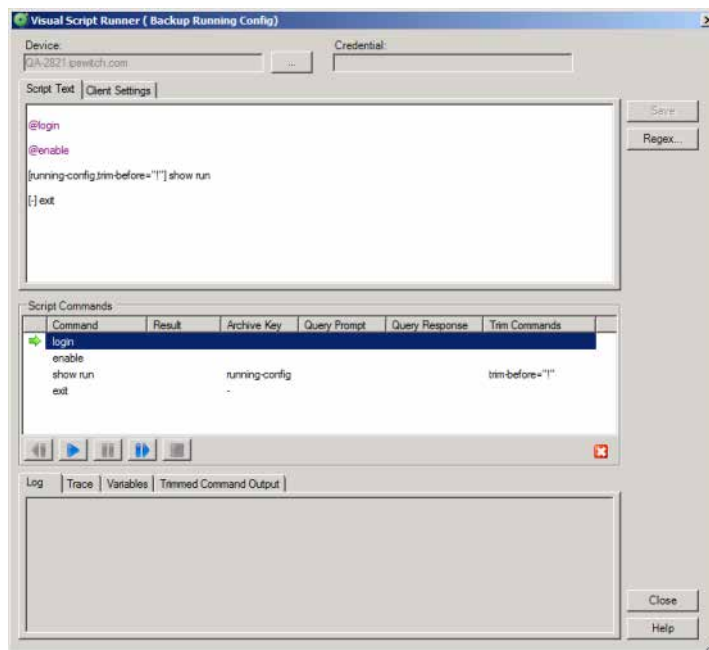 Visual Script Runner ( Backup Running Config)
Device:
Credential:
QA-2821.ipswitch.com
...
Script Text
Client Settings
@login
@enable
[running-config,trim-before="!"] show run
[-] exit
Save
Regex...
Script Commands
Command Result Archive Key Query Prompt Query Response Trim Commands
login
enable
show run running-config trim-before="!"
exit -
Log Trace Variables Trimmed Command Output
Close
Help